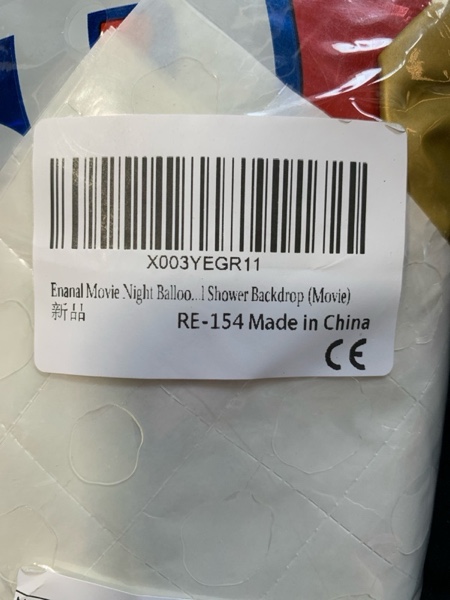 X003YEGR11
Enanal Movie Night Balloo...l Shower Backdrop (Movie)
新品
RE-154 Made in China
CE